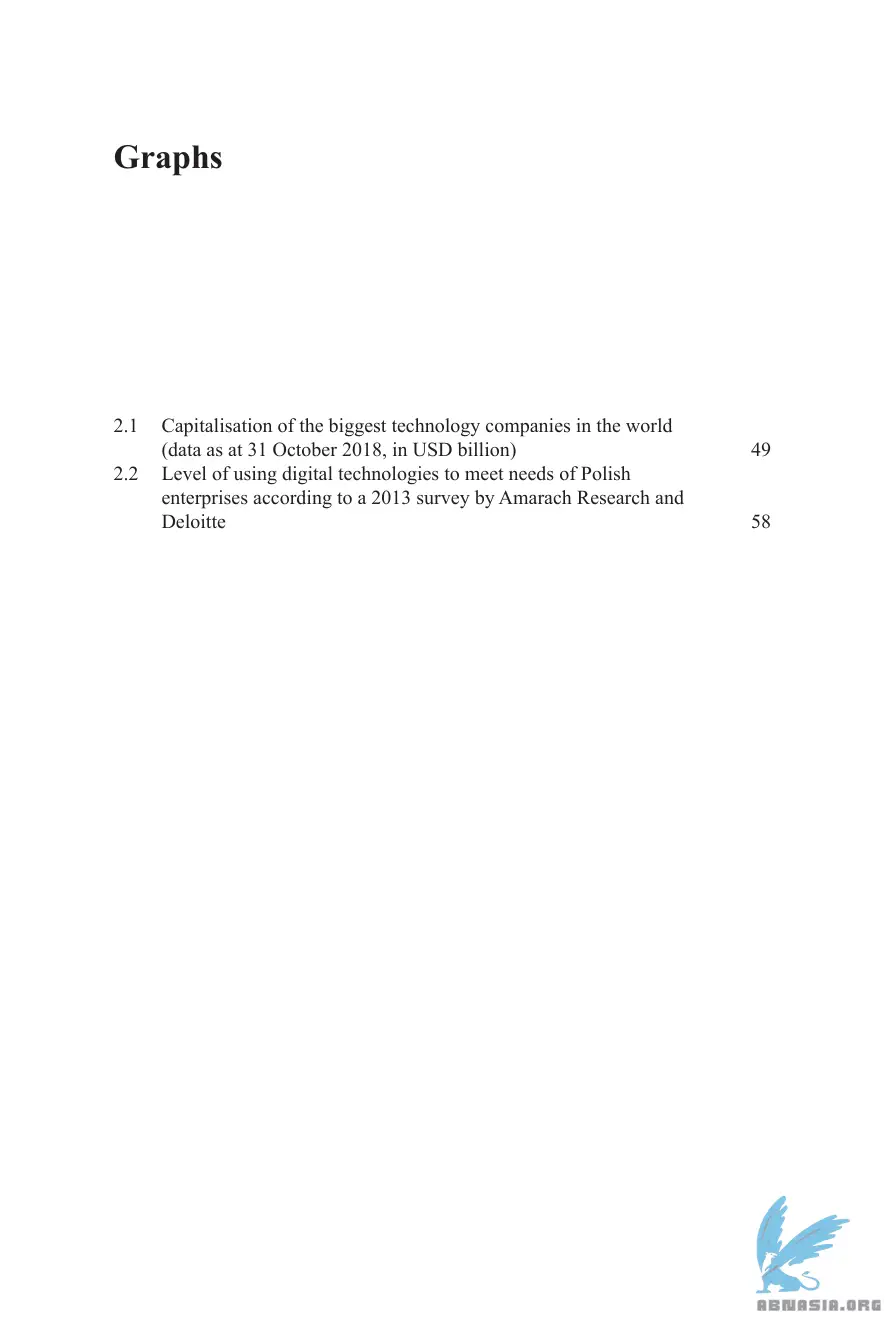 Graphs
2.1 Capitalisation of the biggest technology companies in the world
(data as at 31 October 2018, in USD billion) 49
2.2 Level of using digital technologies to meet needs of Polish
enterprises according to a 2013 survey by Amarach Research and
Deloitte 58
ABNASIA.ORG